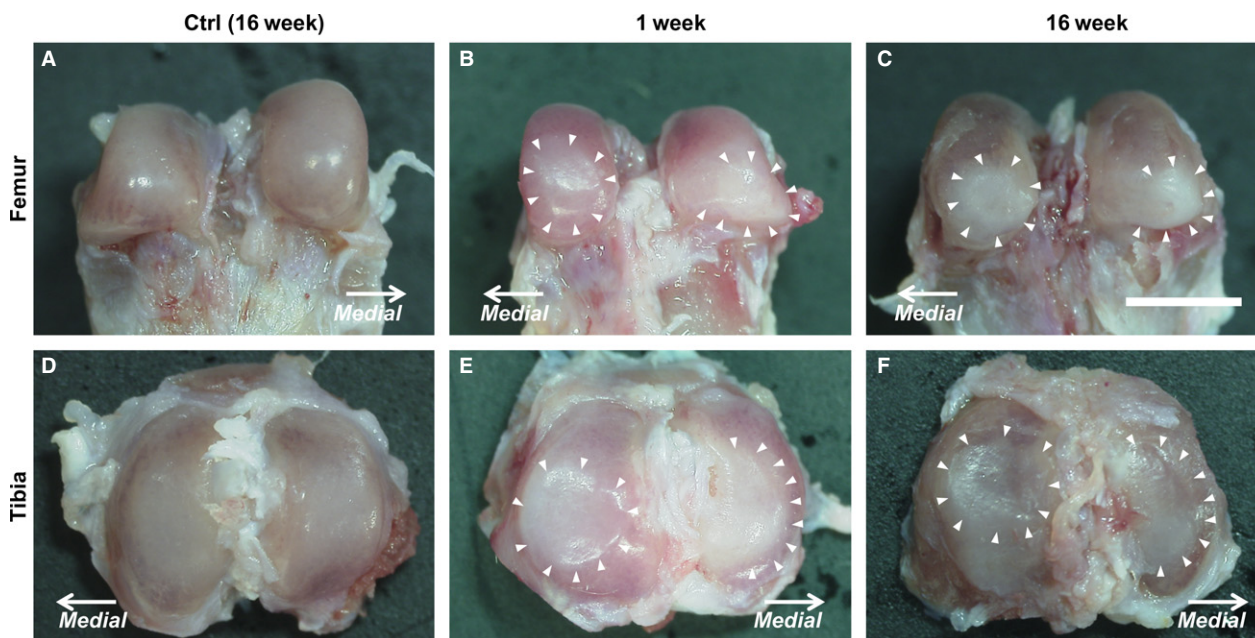 Ctrl (16 week)
1 week
16 week
Femur
A
B
C
Medial
Medial
Medial
Tibia
D
E
F
Medial
Medial
Medial